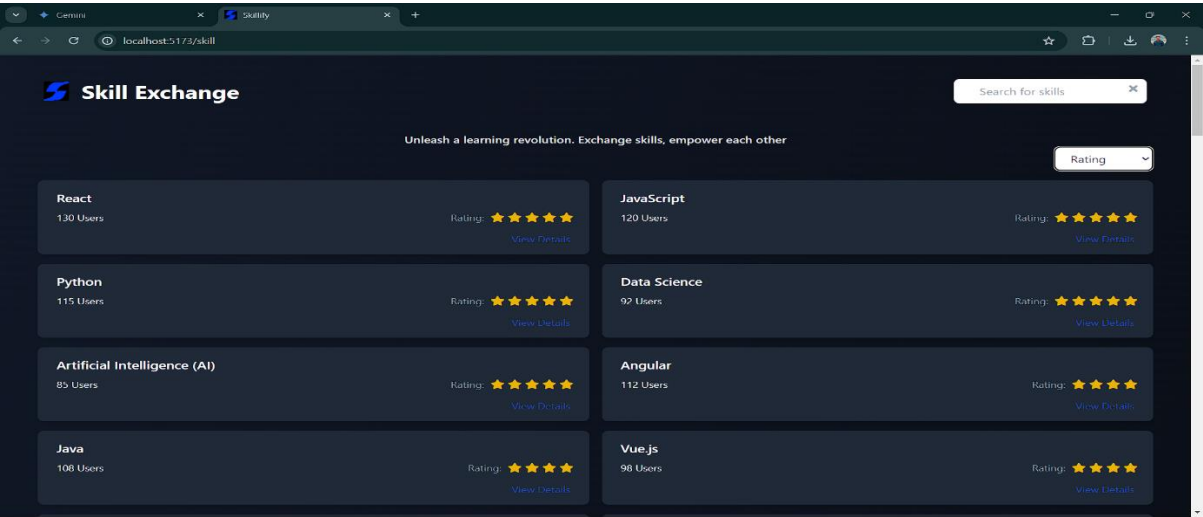 Gemini
Skillify
localhost:5173/skill
Skill Exchange
Search for skills
Unleash a learning revolution. Exchange skills, empower each other
Rating
React
130 Users
Rating:
View Details
JavaScript
120 Users
Rating:
View Details
Python
115 Users
Rating:
View Details
Data Science
92 Users
Rating:
View Details
Artificial Intelligence (AI)
85 Users
Rating:
View Details
Angular
112 Users
Rating:
View Details
Java
108 Users
Rating:
View Details
Vue.js
98 Users
Rating:
View Details